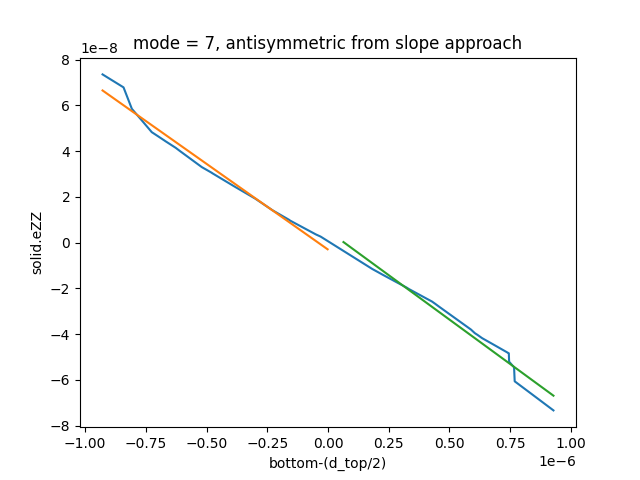 mode = 7, antisymmetric from slope approach
1e−8
8
6
4
2
0
−2
−4
−6
−8
solid.eZZ
−1.00 −0.75 −0.50 −0.25 0.00 0.25 0.50 0.75 1.00
1e−6
bottom-(d_top/2)